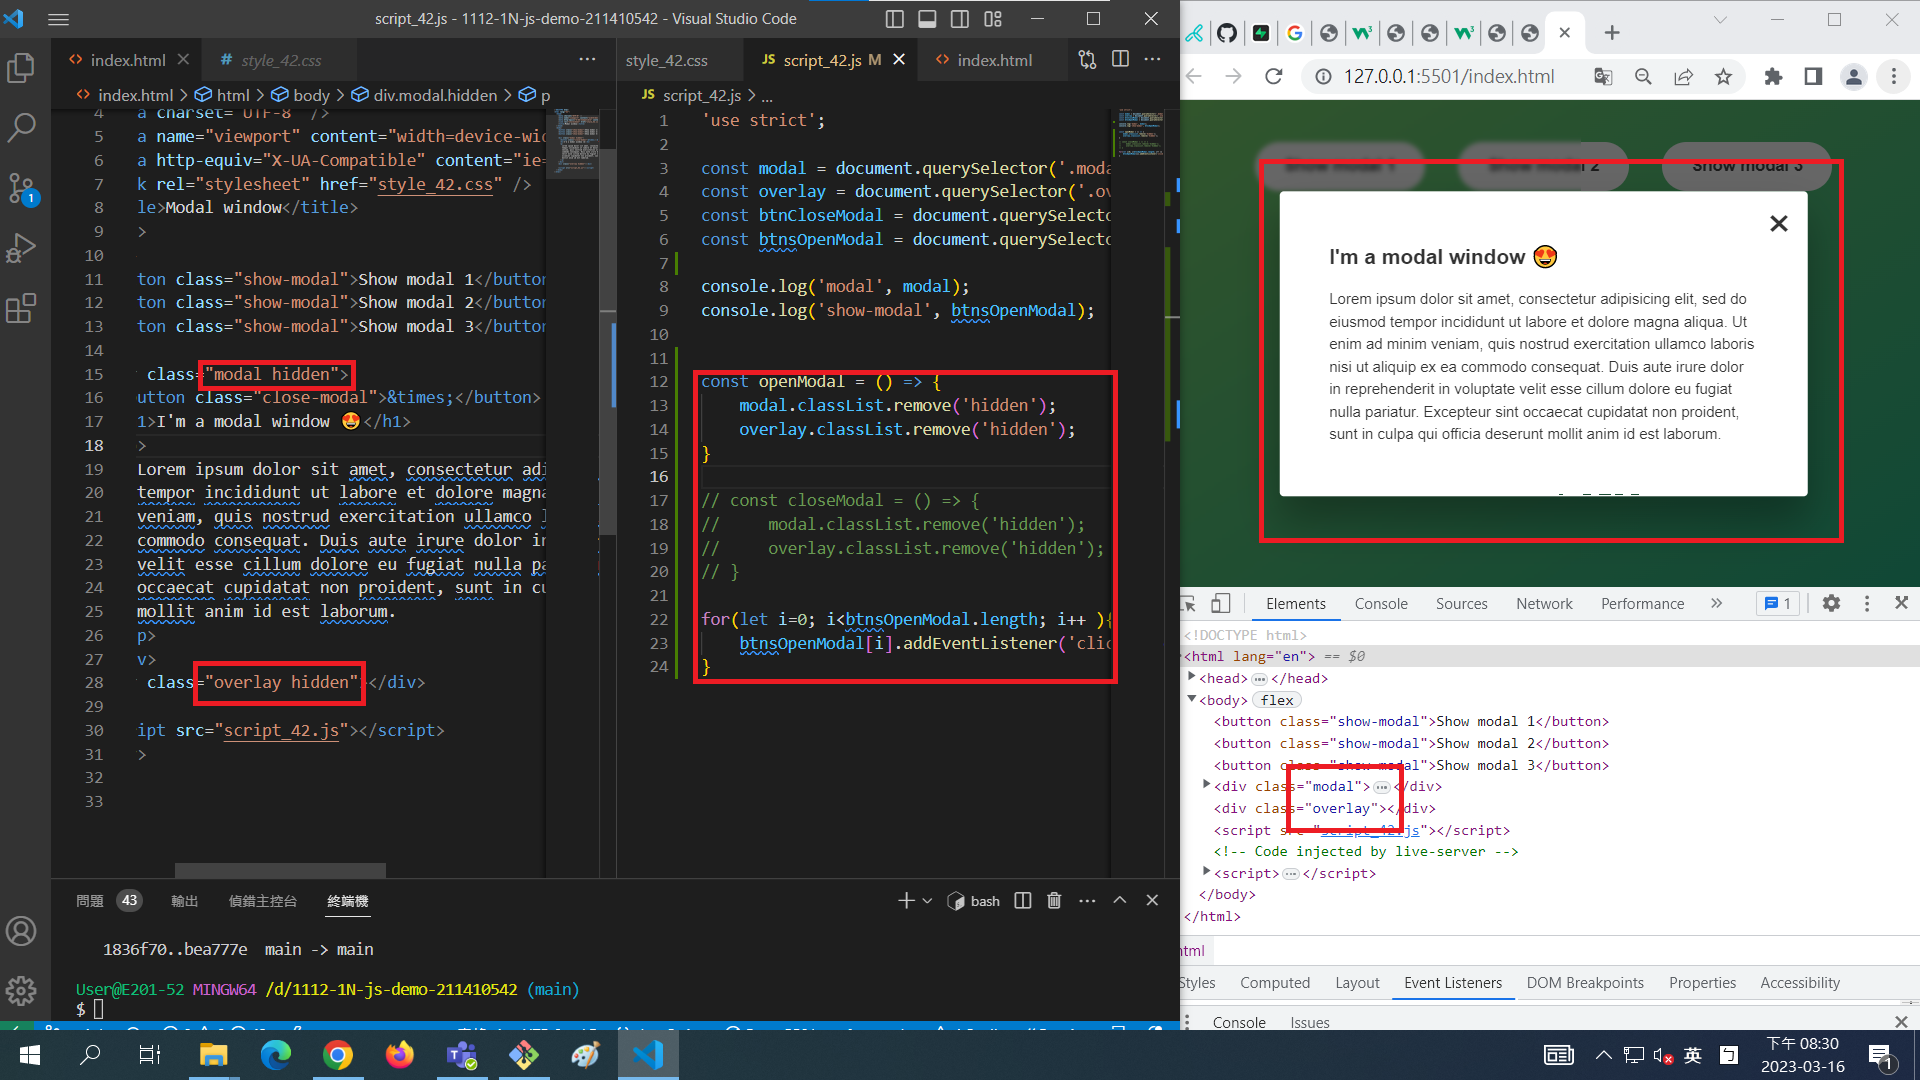 script_42.js - 1112-1N-js-demo-211410542 - Visual Studio Code
index.html
# style_42.css
index.html > html > body > div.modal.hidden > p
4 a charset="UTF-8" />
5 a name="viewport" content="width=device-wid
6 a http-equiv="X-UA-Compatible" content="ie=
7 k rel="stylesheet" href="style_42.css" />
8 le>Modal window</title>
9 >
10
11 ton class="show-modal">Show modal 1</button
12 ton class="show-modal">Show modal 2</button
13 ton class="show-modal">Show modal 3</button
14
15 class="modal hidden">
16 utton class="close-modal">&times;</button>
17 1>I'm a modal window 😍</h1>
18 >
19 Lorem ipsum dolor sit amet, consectetur adi
20 tempor incididunt ut labore et dolore magna
21 veniam, quis nostrud exercitation ullamco l
22 commodo consequat. Duis aute irure dolor in
23 velit esse cillum dolore eu fugiat nulla pa
24 occaecat cupidatat non proident, sunt in cu
25 mollit anim id est laborum.
26 p>
27 v>
28 class="overlay hidden"></div>
29
30 ipt src="script_42.js"></script>
31 >
32
33
style_42.css
JS script_42.js M
index.html
JS script_42.js > ...
1 'use strict';
2
3 const modal = document.querySelector('.moda
4 const overlay = document.querySelector('.ov
5 const btnCloseModal = document.querySelecto
6 const btnsOpenModal = document.querySelecto
7
8 console.log('modal', modal);
9 console.log('show-modal', btnsOpenModal);
10
11
12 const openModal = () => {
13 modal.classList.remove('hidden');
14 overlay.classList.remove('hidden');
15 }
16
17 // const closeModal = () => {
18 // modal.classList.remove('hidden');
19 // overlay.classList.remove('hidden');
20 // }
21
22 for(let i=0; i<btnsOpenModal.length; i++ ){
23 btnsOpenModal[i].addEventListener('clic
24 }
1
問題 43 輸出 偵錯主控台 終端機
bash
1836f70..bea777e main -> main
User@E201-52 MINGW64 /d/1112-1N-js-demo-211410542 (main)
$
127.0.0.1:5501/index.html
Show modal 1
Show modal 2
Show modal 3
I'm a modal window 😍
Lorem ipsum dolor sit amet, consectetur adipisicing elit, sed do
eiusmod tempor incididunt ut labore et dolore magna aliqua. Ut
enim ad minim veniam, quis nostrud exercitation ullamco laboris
nisi ut aliquip ex ea commodo consequat. Duis aute irure dolor
in reprehenderit in voluptate velit esse cillum dolore eu fugiat
nulla pariatur. Excepteur sint occaecat cupidatat non proident,
sunt in culpa qui officia deserunt mollit anim id est laborum.
Elements Console Sources Network Performance » 1
<!DOCTYPE html>
<html lang="en"> == $0
<head>…</head>
<body> flex
<button class="show-modal">Show modal 1</button>
<button class="show-modal">Show modal 2</button>
<button class="show-modal">Show modal 3</button>
<div class="modal">…</div>
<div class="overlay"></div>
<script src="script_42.js"></script>
<!-- Code injected by live-server -->
<script>…</script>
</body>
</html>
html
Styles Computed Layout Event Listeners DOM Breakpoints Properties Accessibility
Console Issues
英
下午 08:30
2023-03-16
1